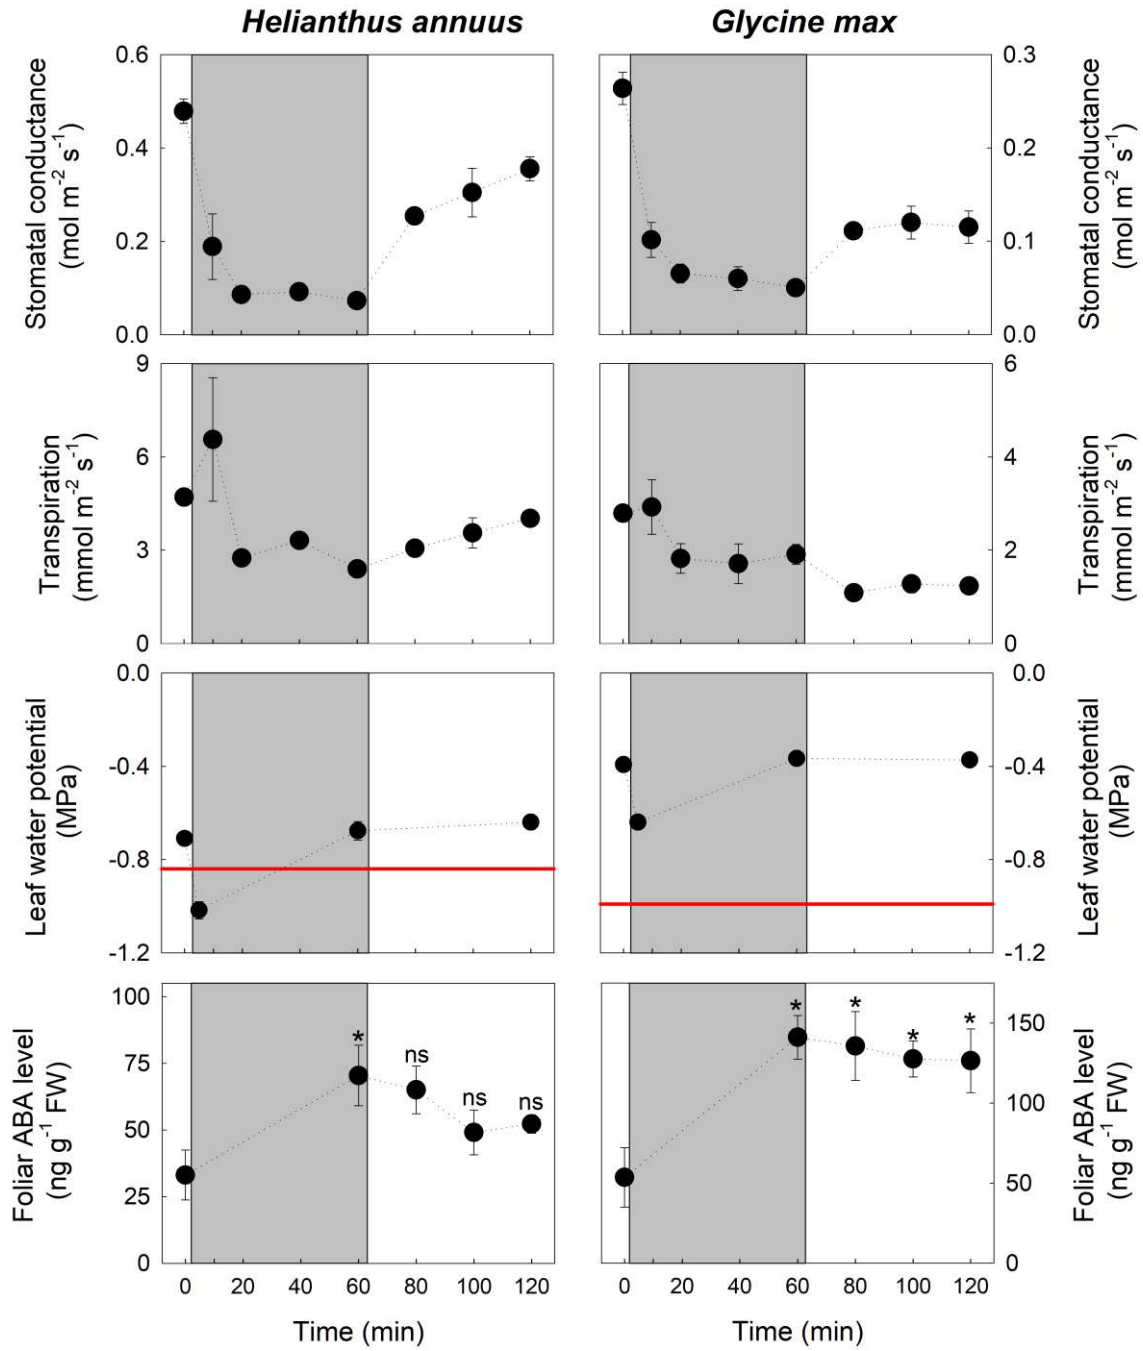 Helianthus annuus
Glycine max
Stomatal conductance
(mol m⁻² s⁻¹)
0.6
0.4
0.2
0.0
0.3
0.2
0.1
0.0
Stomatal conductance
(mol m⁻² s⁻¹)
Transpiration
(mmol m⁻² s⁻¹)
9
6
3
0
6
4
2
0
Transpiration
(mmol m⁻² s⁻¹)
Leaf water potential
(MPa)
0.0
-0.4
-0.8
-1.2
0.0
-0.4
-0.8
-1.2
Leaf water potential
(MPa)
Foliar ABA level
(ng g⁻¹ FW)
100
75
50
25
0
*
ns
ns
ns
*
*
*
*
150
100
50
0
Foliar ABA level
(ng g⁻¹ FW)
0 20 40 60 80 100 120
0 20 40 60 80 100 120
Time (min)
Time (min)